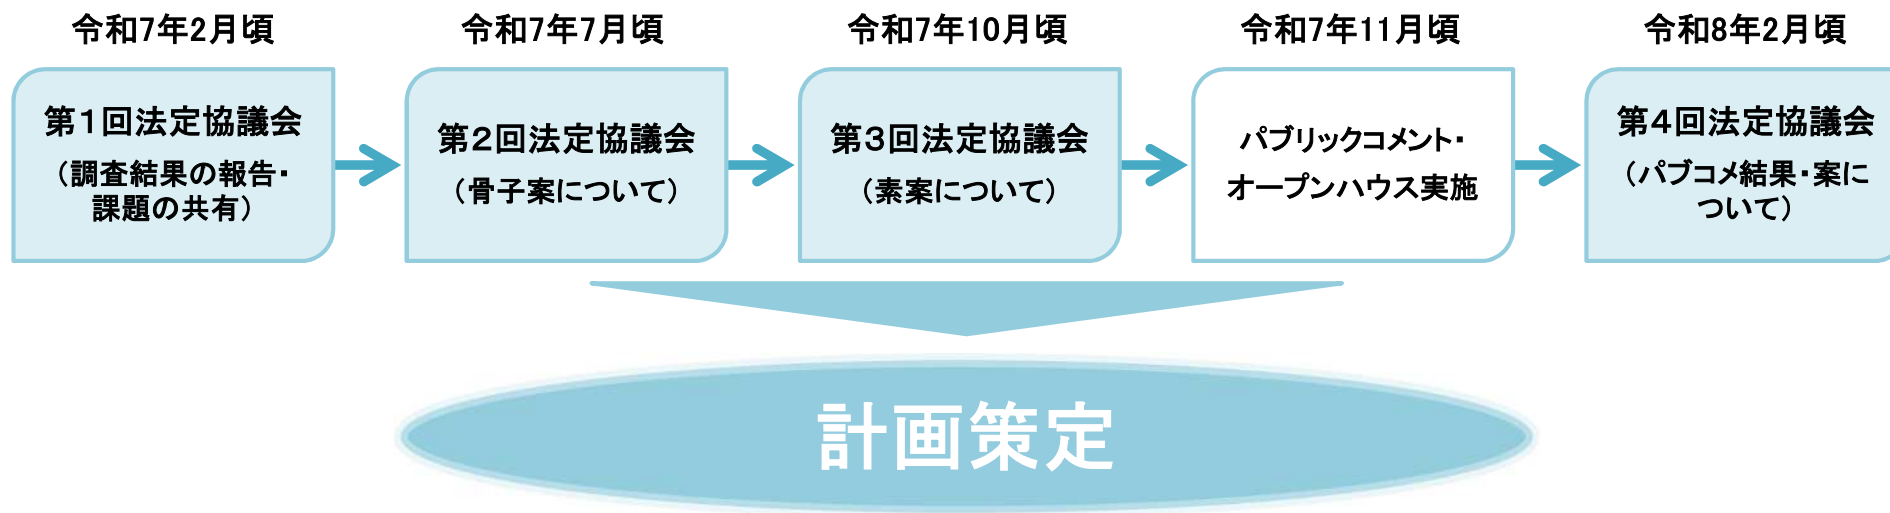 令和7年2月頃
令和7年7月頃
令和7年10月頃
令和7年11月頃
令和8年2月頃
第1回法定協議会
(調査結果の報告・
課題の共有)
第2回法定協議会
(骨子案について)
第3回法定協議会
(素案について)
パブリックコメント・
オープンハウス実施
第4回法定協議会
(パブコメ結果・案に
ついて)
計画策定